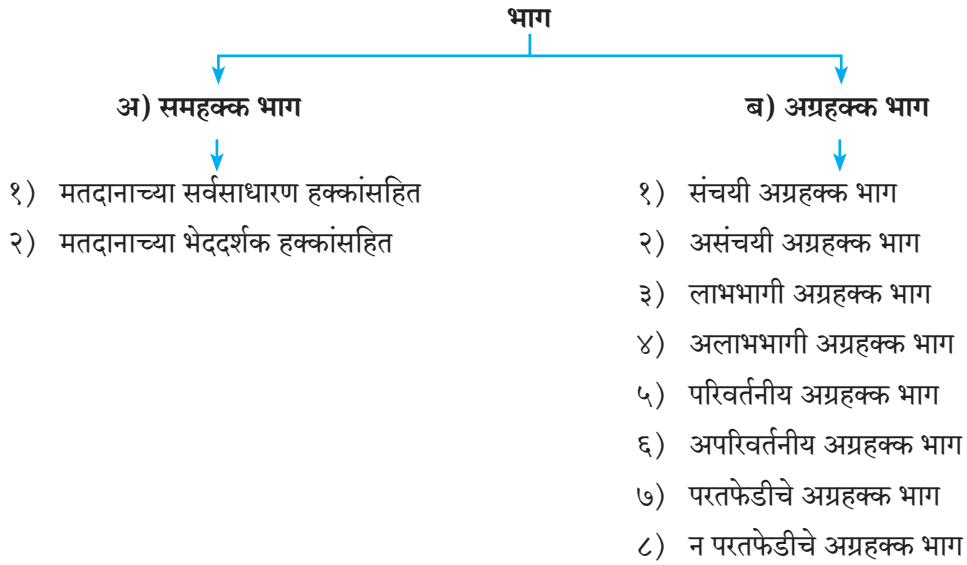 भाग
अ) समहक्क भाग
१) मतदानाच्या सर्वसाधारण हक्कांसहित
२) मतदानाच्या भेददर्शक हक्कांसहित
ब) अग्रहक्क भाग
१) संचयी अग्रहक्क भाग
२) असंचयी अग्रहक्क भाग
३) लाभभागी अग्रहक्क भाग
४) अलाभभागी अग्रहक्क भाग
५) परिवर्तनीय अग्रहक्क भाग
६) अपरिवर्तनीय अग्रहक्क भाग
७) परतफेडीचे अग्रहक्क भाग
८) न परतफेडीचे अग्रहक्क भाग